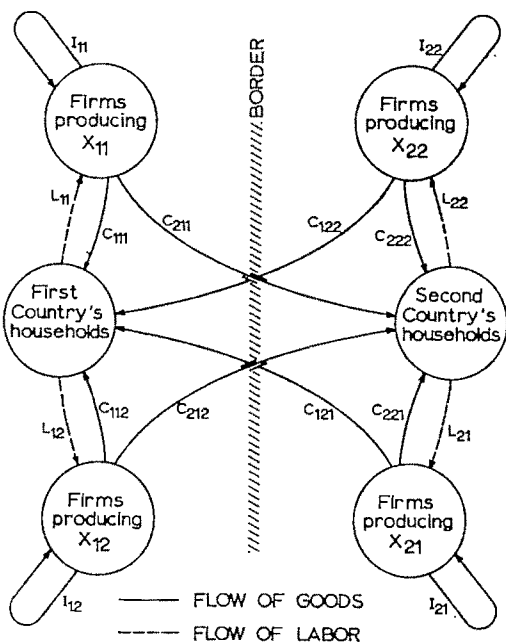 I11
I22
Firms
producing
X11
BORDER
Firms
producing
X22
L11
C111
C211
C122
C222
L22
First
Country's
households
Second
Country's
households
L12
C112
C212
C121
C221
L21
Firms
producing
X12
Firms
producing
X21
I12
I21
FLOW OF GOODS
FLOW OF LABOR